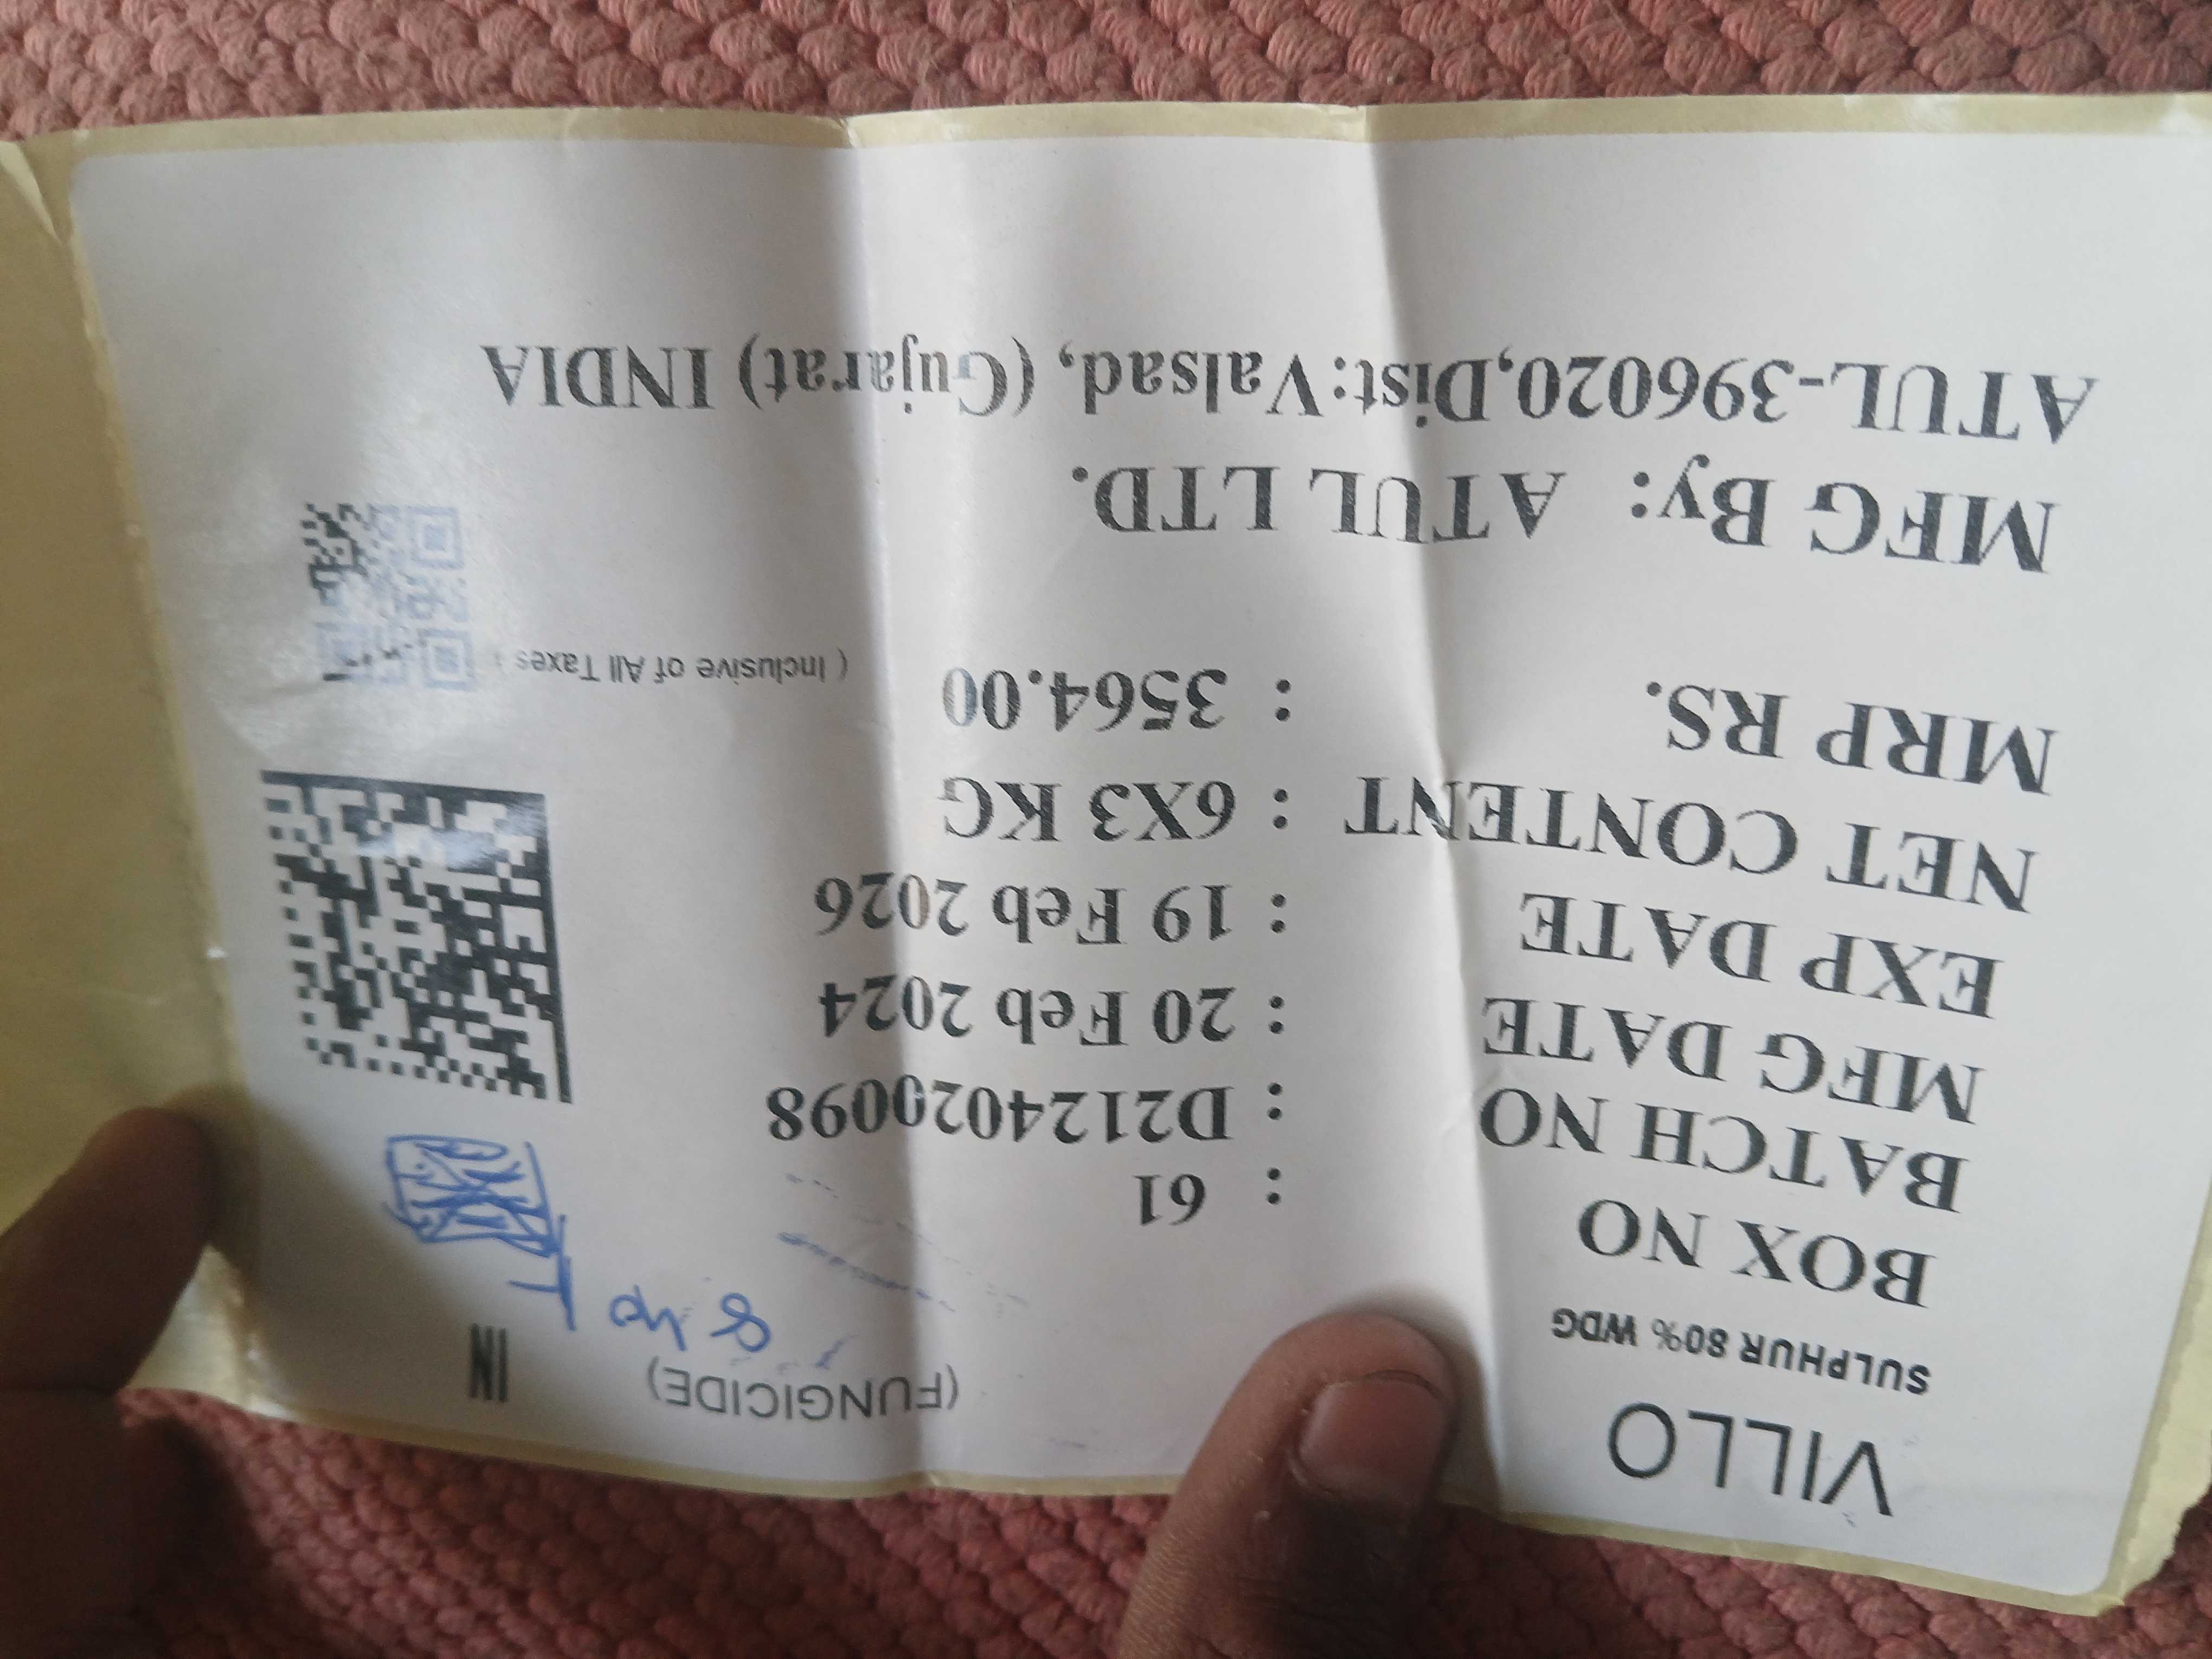 VILLO (FUNGICIDE) IN
SULPHUR 80% WDG
BOX NO : 61
BATCH NO : D21240200098
MFG DATE : 20 Feb 2024
EXP DATE : 19 Feb 2026
NET CONTENT : 6X3 KG
MRP RS. : 3564.00 ( Inclusive of All Taxes )
MFG By: ATUL LTD.
ATUL-396020,Dist:Valsad, (Gujarat) INDIA